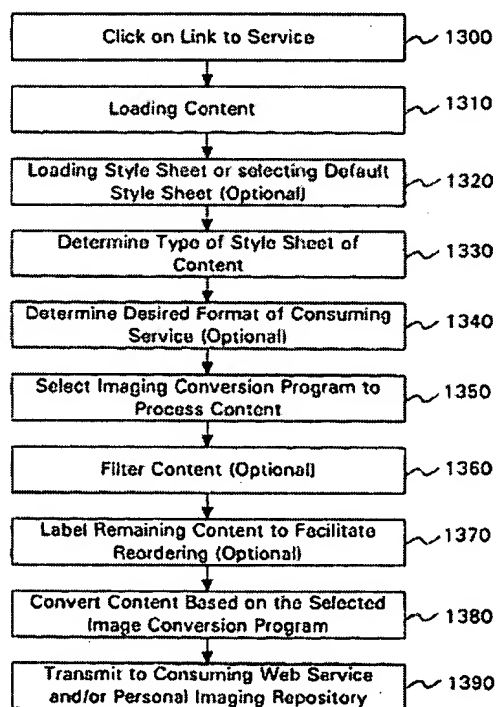 Click on Link to Service
1300
Loading Content
1310
Loading Style Sheet or selecting Default
Style Sheet (Optional)
1320
Determine Type of Style Sheet of
Content
1330
Determine Desired Format of Consuming
Service (Optional)
1340
Select Imaging Conversion Program to
Process Content
1350
Filter Content (Optional)
1360
Label Remaining Content to Facilitate
Reordering (Optional)
1370
Convert Content Based on the Selected
Image Conversion Program
1380
Transmit to Consuming Web Service
and/or Personal Imaging Repository
1390